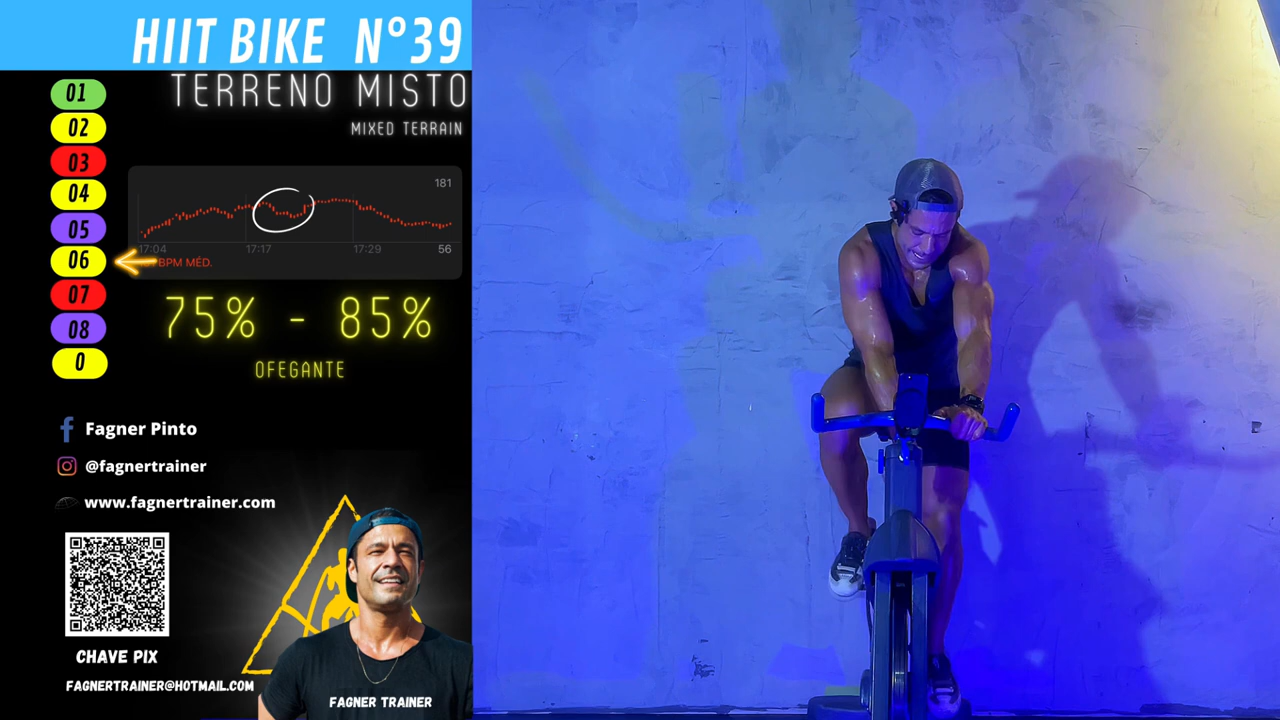 HIIT BIKE N°39
TERRENO MISTO
MIXED TERRAIN
01
02
03
04
05
06
07
08
0
181
17:04
17:17
17:29
56
BPM MÉD.
75% - 85%
OFEGANTE
Fagner Pinto
@fagnertrainer
www.fagnertrainer.com
CHAVE PIX
FAGNERTRAINER@HOTMAIL.COM
FAGNER TRAINER